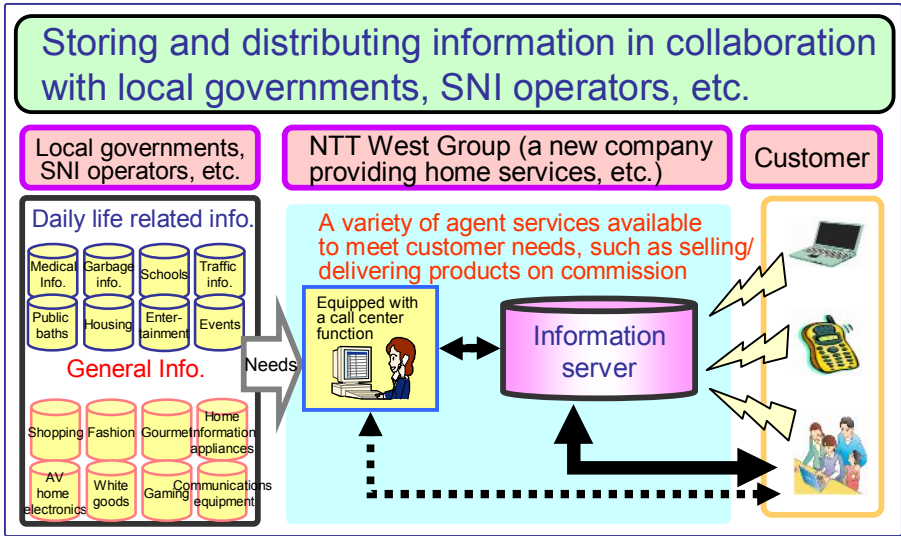 Storing and distributing information in collaboration
with local governments, SNI operators, etc.
Local governments,
SNI operators, etc.
NTT West Group (a new company
providing home services, etc.)
Customer
Daily life related info.
Medical
Info.
Garbage
info.
Schools
Traffic
info.
Public
baths
Housing
Enter-
tainment
Events
General Info.
Shopping
Fashion
Gourmet
Home
Information
appliances
AV
home
electronics
White
goods
Gaming
Communications
equipment
Needs
A variety of agent services available
to meet customer needs, such as selling/
delivering products on commission
Equipped with
a call center
function
Information
server